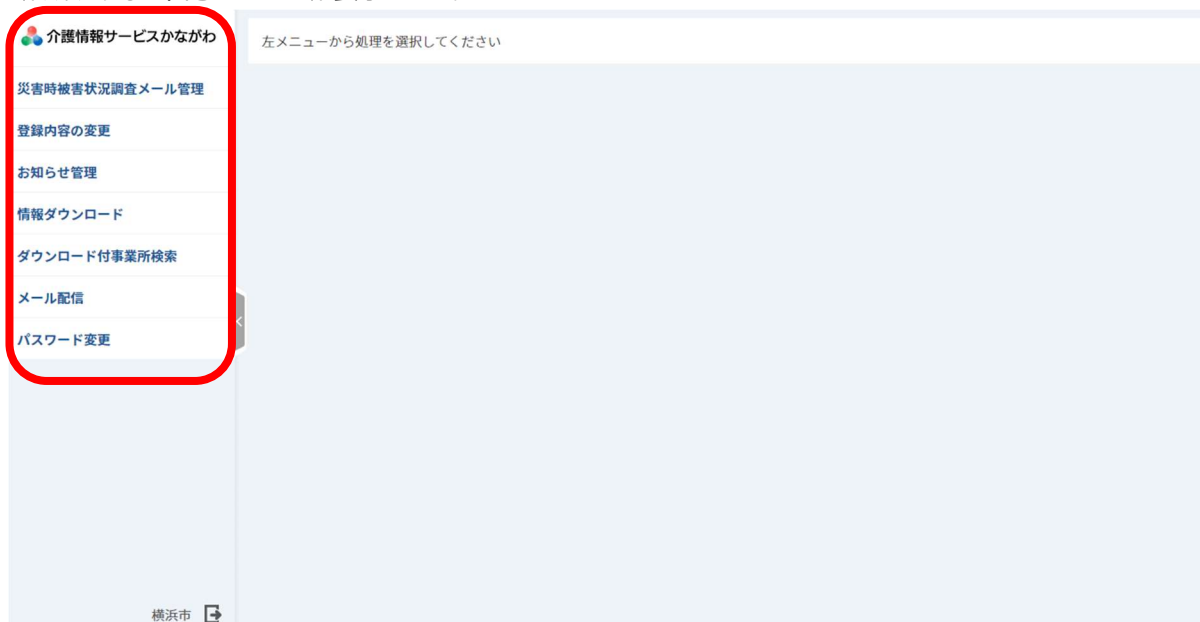 介護情報サービスかながわ
左メニューから処理を選択してください
災害時被害状況調査メール管理
登録内容の変更
お知らせ管理
情報ダウンロード
ダウンロード付事業所検索
メール配信
パスワード変更
横浜市